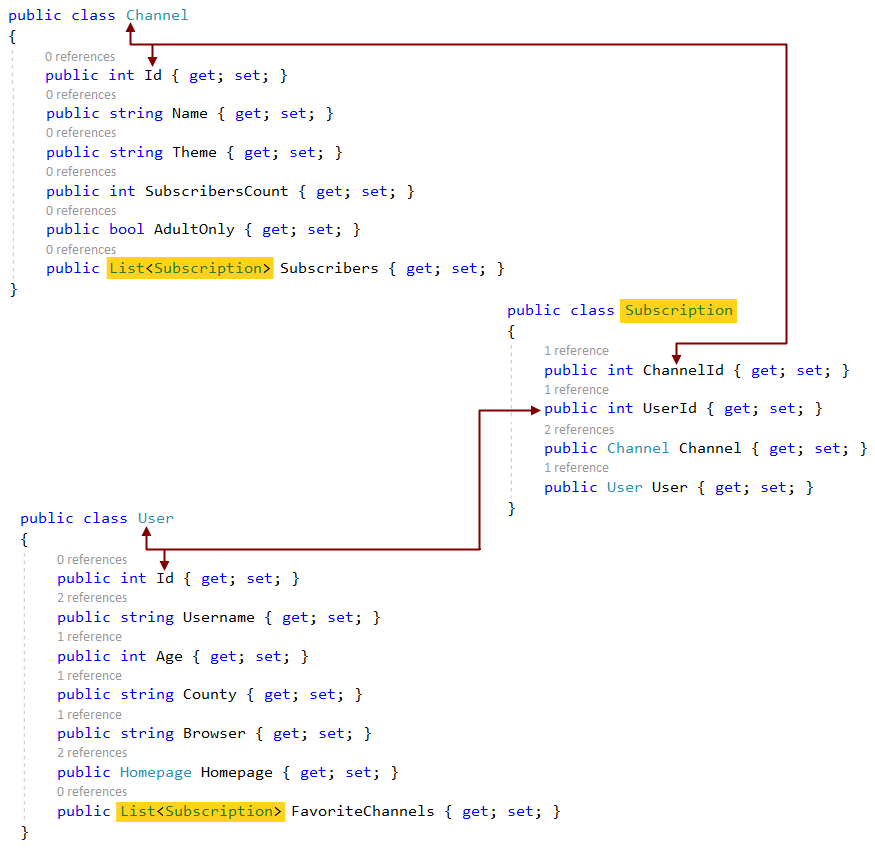 public class Channel
{
0 references
public int Id { get; set; }
0 references
public string Name { get; set; }
0 references
public string Theme { get; set; }
0 references
public int SubscribersCount { get; set; }
0 references
public bool AdultOnly { get; set; }
0 references
public List<Subscription> Subscribers { get; set; }
}
public class Subscription
{
1 reference
public int ChannelId { get; set; }
1 reference
public int UserId { get; set; }
2 references
public Channel Channel { get; set; }
1 reference
public User User { get; set; }
}
public class User
{
0 references
public int Id { get; set; }
2 references
public string Username { get; set; }
1 reference
public int Age { get; set; }
1 reference
public string County { get; set; }
1 reference
public string Browser { get; set; }
2 references
public Homepage Homepage { get; set; }
0 references
public List<Subscription> FavoriteChannels { get; set; }
}